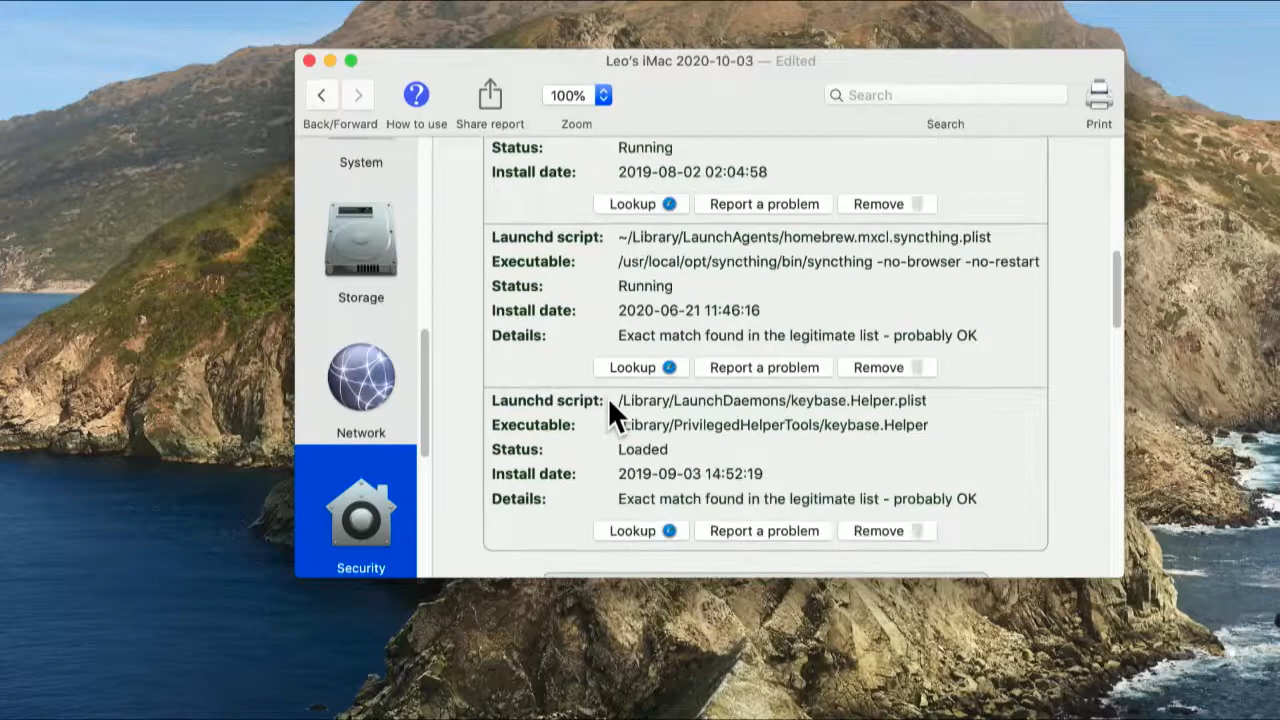 Leo's iMac 2020-10-03 — Edited
100%
Search
Back/Forward How to use Share report Zoom Search Print
System
Storage
Network
Security
Status: Running
Install date: 2019-08-02 02:04:58
Lookup Report a problem Remove
Launchd script: ~/Library/LaunchAgents/homebrew.mxcl.syncthing.plist
Executable: /usr/local/opt/syncthing/bin/syncthing -no-browser -no-restart
Status: Running
Install date: 2020-06-21 11:46:16
Details: Exact match found in the legitimate list - probably OK
Lookup Report a problem Remove
Launchd script: /Library/LaunchDaemons/keybase.Helper.plist
Executable: Library/PrivilegedHelperTools/keybase.Helper
Status: Loaded
Install date: 2019-09-03 14:52:19
Details: Exact match found in the legitimate list - probably OK
Lookup Report a problem Remove